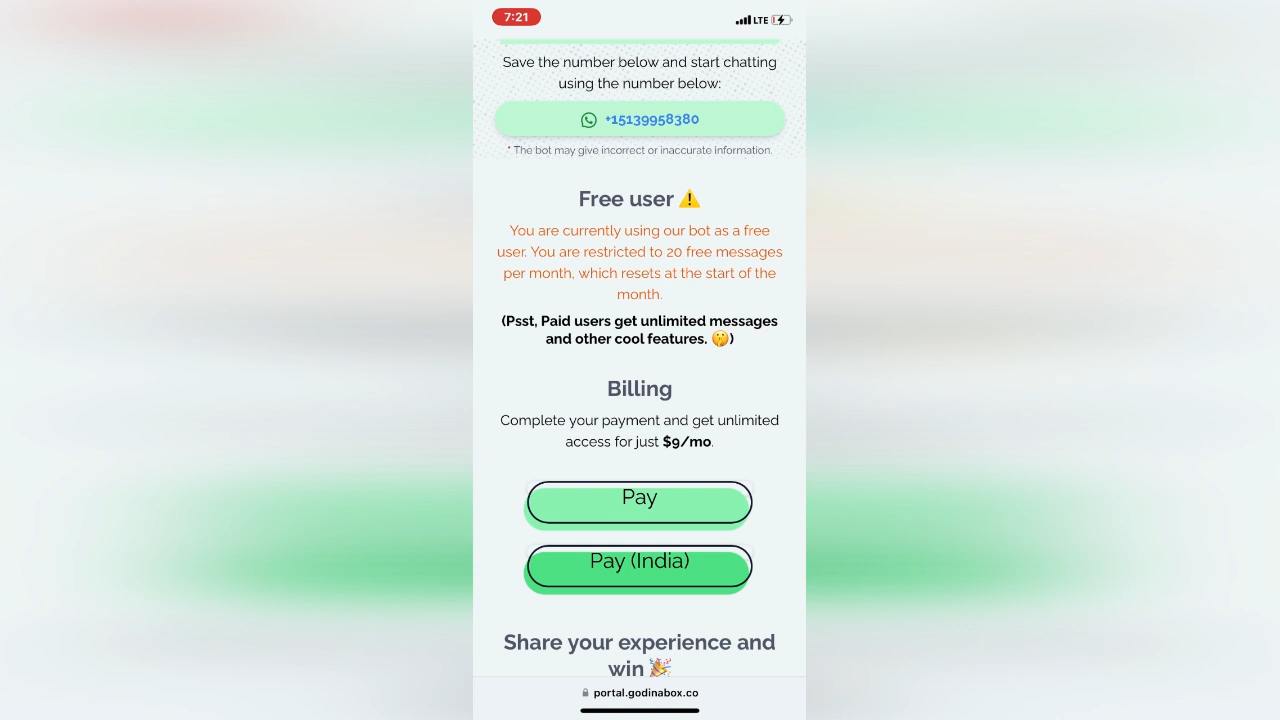 7:21
LTE
Save the number below and start chatting
using the number below:
+15139958380
* The bot may give incorrect or inaccurate information.
Free user ⚠️
You are currently using our bot as a free
user. You are restricted to 20 free messages
per month, which resets at the start of the
month.
(Psst, Paid users get unlimited messages
and other cool features. 🤫)
Billing
Complete your payment and get unlimited
access for just $9/mo.
Pay
Pay (India)
Share your experience and
win 🎉
portal.godinabox.co